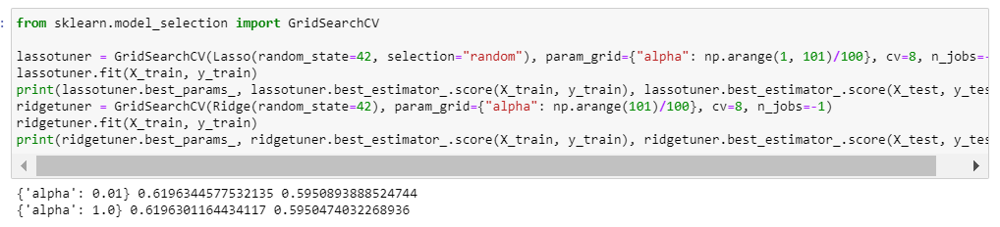 :
from sklearn.model_selection import GridSearchCV
lassotuner = GridSearchCV(Lasso(random_state=42, selection="random"), param_grid={"alpha": np.arange(1, 101)/100}, cv=8, n_jobs=-
lassotuner.fit(X_train, y_train)
print(lassotuner.best_params_, lassotuner.best_estimator_.score(X_train, y_train), lassotuner.best_estimator_.score(X_test, y_tes
ridgetuner = GridSearchCV(Ridge(random_state=42), param_grid={"alpha": np.arange(101)/100}, cv=8, n_jobs=-1)
ridgetuner.fit(X_train, y_train)
print(ridgetuner.best_params_, ridgetuner.best_estimator_.score(X_train, y_train), ridgetuner.best_estimator_.score(X_test, y_tes
{'alpha': 0.01} 0.6196344577532135 0.5950893888524744
{'alpha': 1.0} 0.6196301164434117 0.5950474032268936